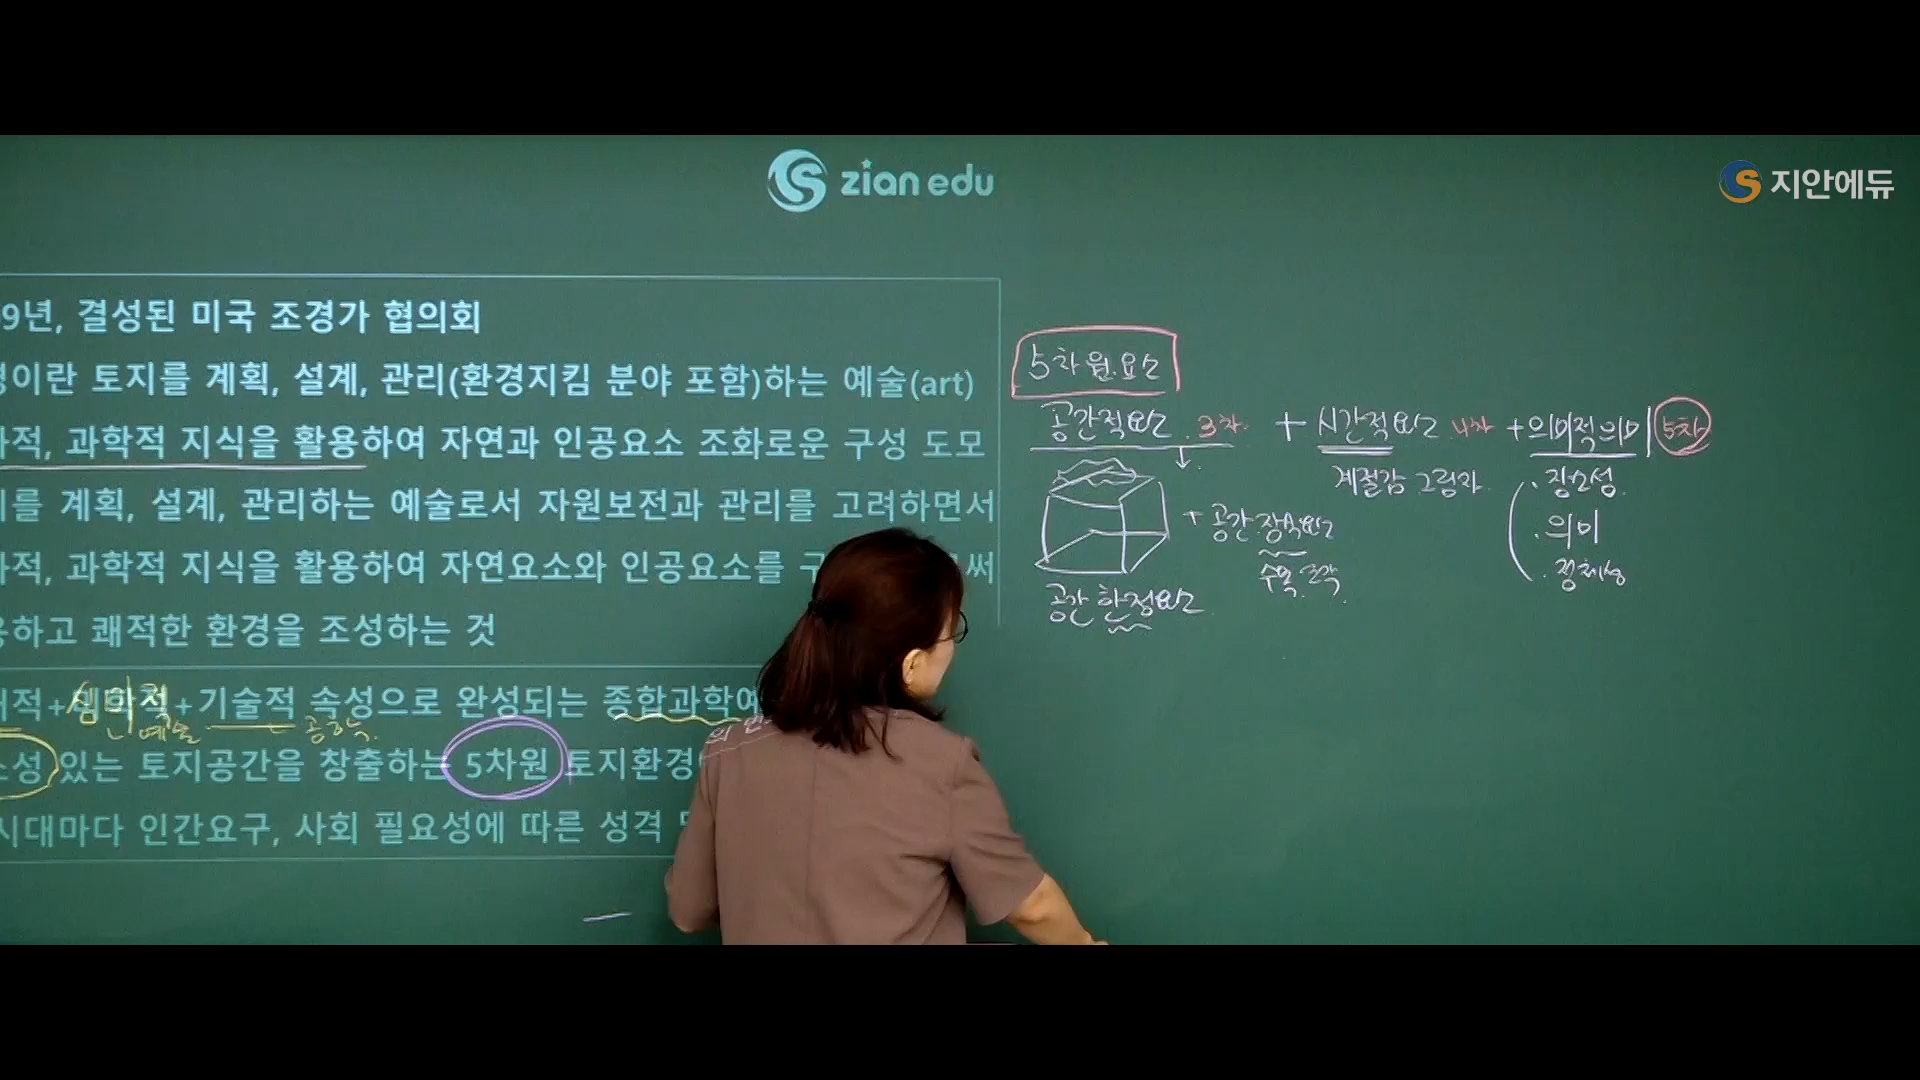 zian edu
지안에듀
9년, 결성된 미국 조경가 협의회
이란 토지를 계획, 설계, 관리(환경지킴 분야 포함)하는 예술(art)
적, 과학적 지식을 활용하여 자연과 인공요소 조화로운 구성 도모
를 계획, 설계, 관리하는 예술로서 자원보전과 관리를 고려하면서
적, 과학적 지식을 활용하여 자연요소와 인공요소를 구 써
하고 쾌적한 환경을 조성하는 것
적+ +기술적 속성으로 완성되는 종합과학예
심미적
예술 공학
성 있는 토지공간을 창출하는 5차원 토지환경
시대마다 인간요구, 사회 필요성에 따른 성격
5차원 요소
공간적요소 3차 + 시간적요소 4차 + 의미적의미 5차
계절감 그림자
· 장소성
· 의미
· 정체성
+ 공간 장식요소
수목 조각
공간 한정요소